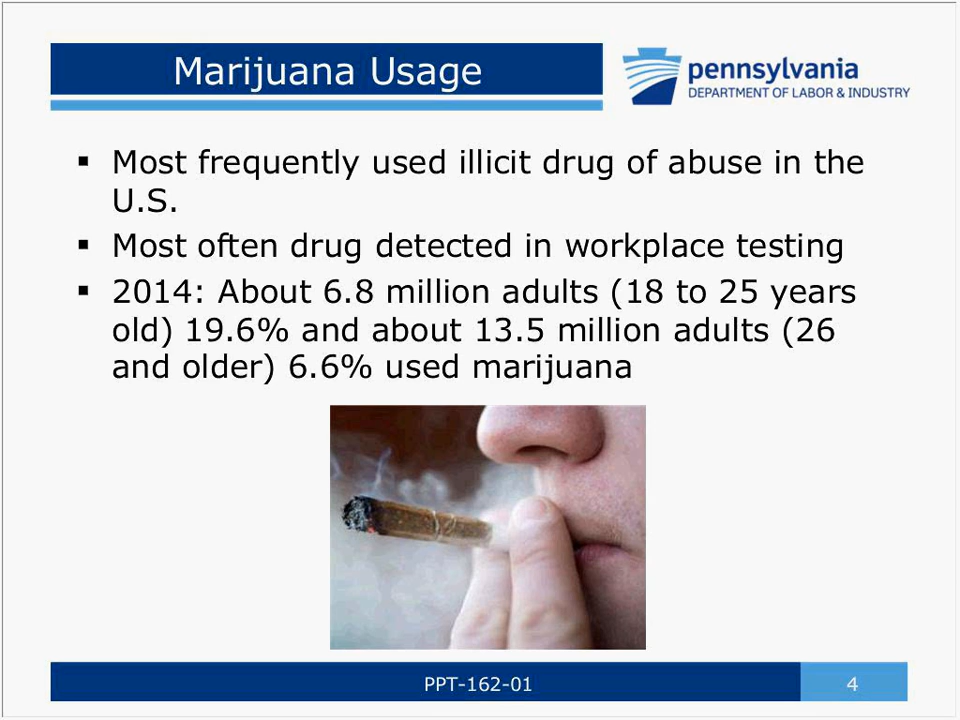 Marijuana Usage
pennsylvania
DEPARTMENT OF LABOR & INDUSTRY
▪ Most frequently used illicit drug of abuse in the
U.S.
▪ Most often drug detected in workplace testing
▪ 2014: About 6.8 million adults (18 to 25 years
old) 19.6% and about 13.5 million adults (26
and older) 6.6% used marijuana
PPT-162-01
4